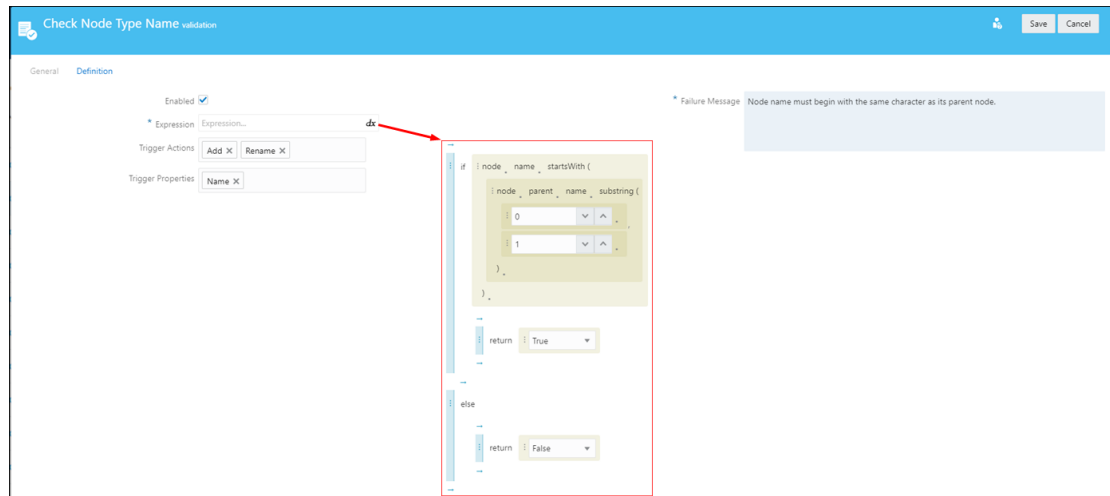 Check Node Type Name validation
Save Cancel
General Definition
Enabled
* Expression Expression... dx
Trigger Actions Add × Rename ×
Trigger Properties Name ×
* Failure Message Node name must begin with the same character as its parent node.
if node . name . startsWith (
node . parent . name . substring (
0
,
1
)
)
return True
else
return False